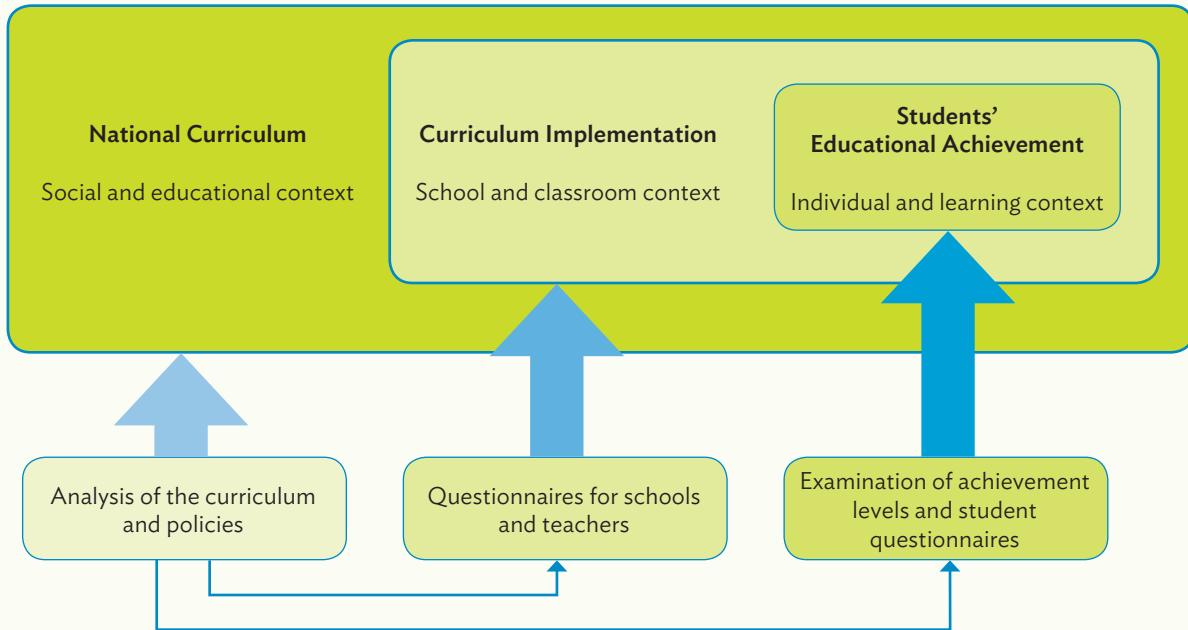 National Curriculum
Social and educational context
Curriculum Implementation
School and classroom context
Students’
Educational Achievement
Individual and learning context
Analysis of the curriculum
and policies
Questionnaires for schools
and teachers
Examination of achievement
levels and student
questionnaires